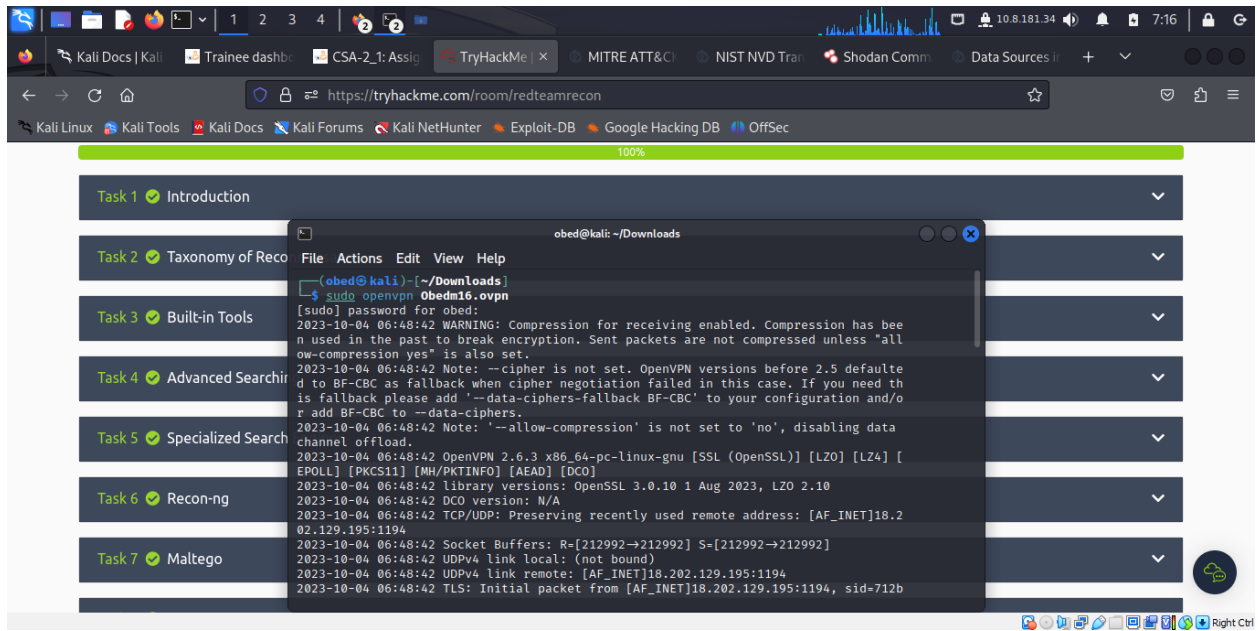 1 2 3 4 2 2 10.8.181.34 7:16
Kali Docs | Kali Trainee dashbo CSA-2_1: Assig TryHackMe | MITRE ATT&CK NIST NVD Tran Shodan Comm Data Sources in
https://tryhackme.com/room/redteamrecon
Kali Linux Kali Tools Kali Docs Kali Forums Kali NetHunter Exploit-DB Google Hacking DB OffSec
100%
Task 1 Introduction
Task 2 Taxonomy of Reco
Task 3 Built-in Tools
Task 4 Advanced Searchin
Task 5 Specialized Search
Task 6 Recon-ng
Task 7 Maltego
obed@kali: ~/Downloads
File Actions Edit View Help
(obed㉿kali)-[~/Downloads]
$ sudo openvpn Obedm16.ovpn
[sudo] password for obed:
2023-10-04 06:48:42 WARNING: Compression for receiving enabled. Compression has bee
n used in the past to break encryption. Sent packets are not compressed unless "all
ow-compression yes" is also set.
2023-10-04 06:48:42 Note: --cipher is not set. OpenVPN versions before 2.5 defaulte
d to BF-CBC as fallback when cipher negotiation failed in this case. If you need th
is fallback please add '--data-ciphers-fallback BF-CBC' to your configuration and/o
r add BF-CBC to --data-ciphers.
2023-10-04 06:48:42 Note: '--allow-compression' is not set to 'no', disabling data
channel offload.
2023-10-04 06:48:42 OpenVPN 2.6.3 x86_64-pc-linux-gnu [SSL (OpenSSL)] [LZO] [LZ4] [
EPOLL] [PKCS11] [MH/PKTINFO] [AEAD] [DCO]
2023-10-04 06:48:42 library versions: OpenSSL 3.0.10 1 Aug 2023, LZO 2.10
2023-10-04 06:48:42 DCO version: N/A
2023-10-04 06:48:42 TCP/UDP: Preserving recently used remote address: [AF_INET]18.2
02.129.195:1194
2023-10-04 06:48:42 Socket Buffers: R=[212992→212992] S=[212992→212992]
2023-10-04 06:48:42 UDPv4 link local: (not bound)
2023-10-04 06:48:42 UDPv4 link remote: [AF_INET]18.202.129.195:1194
2023-10-04 06:48:42 TLS: Initial packet from [AF_INET]18.202.129.195:1194, sid=712b
Right Ctrl